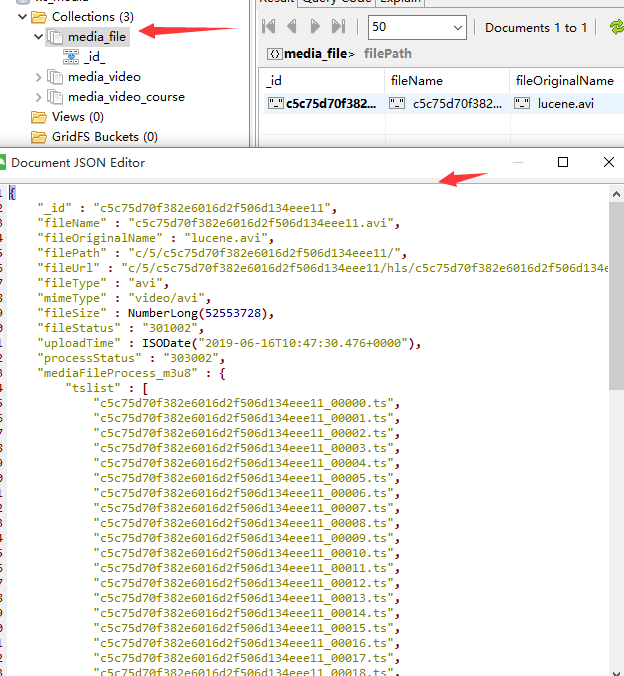 Collections (3)
media_file
_id_
media_video
media_video_course
Views (0)
GridFS Buckets (0)
Result Query Code Explain
50
Documents 1 to 1
media_file> filePath
_id fileName fileOriginalName
c5c75d70f382... c5c75d70f382... lucene.avi
Document JSON Editor
{
"_id" : "c5c75d70f382e6016d2f506d134eee11",
"fileName" : "c5c75d70f382e6016d2f506d134eee11.avi",
"fileOriginalName" : "lucene.avi",
"filePath" : "c/5/c5c75d70f382e6016d2f506d134eee11/",
"fileUrl" : "c/5/c5c75d70f382e6016d2f506d134eee11/hls/c5c75d70f382e6016d2f506d134e
"fileType" : "avi",
"mimeType" : "video/avi",
"fileSize" : NumberLong(52553728),
"fileStatus" : "301002",
"uploadTime" : ISODate("2019-06-16T10:47:30.476+0000"),
"processStatus" : "303002",
"mediaFileProcess_m3u8" : {
"tslist" : [
"c5c75d70f382e6016d2f506d134eee11_00000.ts",
"c5c75d70f382e6016d2f506d134eee11_00001.ts",
"c5c75d70f382e6016d2f506d134eee11_00002.ts",
"c5c75d70f382e6016d2f506d134eee11_00003.ts",
"c5c75d70f382e6016d2f506d134eee11_00004.ts",
"c5c75d70f382e6016d2f506d134eee11_00005.ts",
"c5c75d70f382e6016d2f506d134eee11_00006.ts",
"c5c75d70f382e6016d2f506d134eee11_00007.ts",
"c5c75d70f382e6016d2f506d134eee11_00008.ts",
"c5c75d70f382e6016d2f506d134eee11_00009.ts",
"c5c75d70f382e6016d2f506d134eee11_00010.ts",
"c5c75d70f382e6016d2f506d134eee11_00011.ts",
"c5c75d70f382e6016d2f506d134eee11_00012.ts",
"c5c75d70f382e6016d2f506d134eee11_00013.ts",
"c5c75d70f382e6016d2f506d134eee11_00014.ts",
"c5c75d70f382e6016d2f506d134eee11_00015.ts",
"c5c75d70f382e6016d2f506d134eee11_00016.ts",
"c5c75d70f382e6016d2f506d134eee11_00017.ts",
"c5c75d70f382e6016d2f506d134eee11_00018.ts",